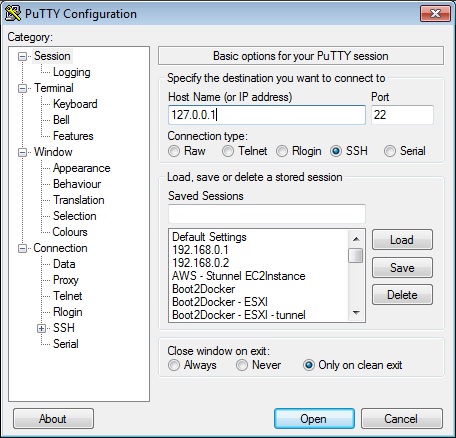 PuTTY Configuration
Category:
Session
Logging
Terminal
Keyboard
Bell
Features
Window
Appearance
Behaviour
Translation
Selection
Colours
Connection
Data
Proxy
Telnet
Rlogin
SSH
Serial
Basic options for your PuTTY session
Specify the destination you want to connect to
Host Name (or IP address) Port
127.0.0.1 22
Connection type:
Raw Telnet Rlogin SSH Serial
Load, save or delete a stored session
Saved Sessions
Default Settings
192.168.0.1
192.168.0.2
AWS - Stunnel EC2Instance
Boot2Docker
Boot2Docker - ESXI
Boot2Docker - ESXI - tunnel
Load
Save
Delete
Close window on exit:
Always Never Only on clean exit
About Open Cancel